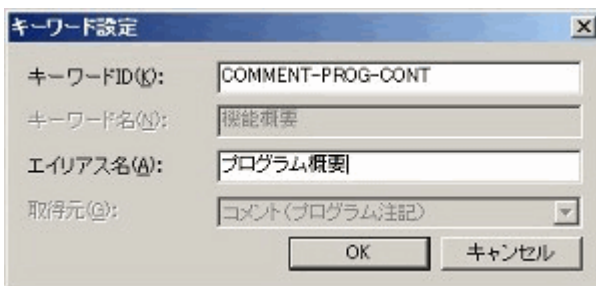 キーワード設定
キーワードID(K): COMMENT-PROG-CONT
キーワード名(N): 機能概要
エイリアス名(A): プログラム概要
取得元(G): コメント(プログラム注記)
OK キャンセル